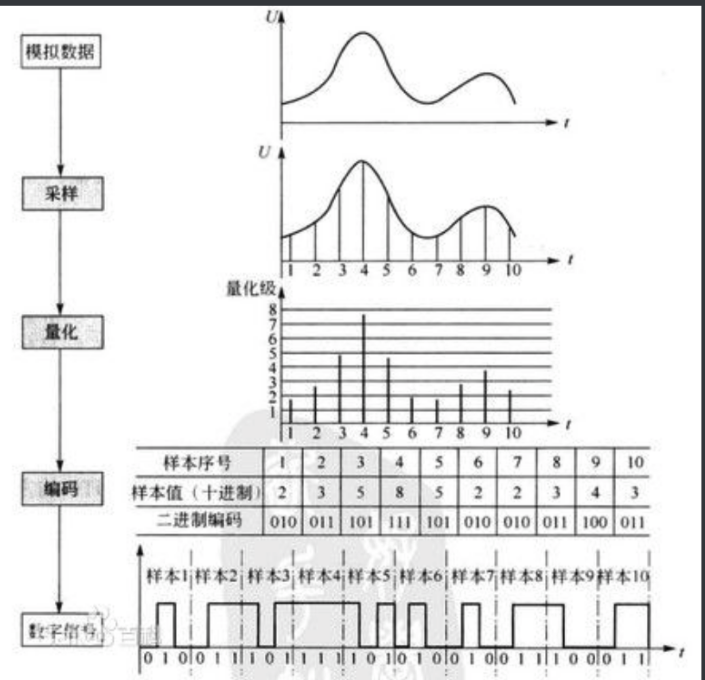 模拟数据
U
t
采样
U
t
1 2 3 4 5 6 7 8 9 10
量化
量化级
8
7
6
5
4
3
2
1
t
1 2 3 4 5 6 7 8 9 10
编码
样本序号 1 2 3 4 5 6 7 8 9 10
样本值（十进制） 2 3 5 8 5 2 2 3 4 3
二进制编码 010 011 101 111 101 010 010 011 100 011
样本1 样本2 样本3 样本4 样本5 样本6 样本7 样本8 样本9 样本10
数字信号
百科
0 1 0 0 1 1 1 0 1 1 1 1 1 0 1 0 1 0 0 1 0 0 1 1 1 0 0 0 1 1
t